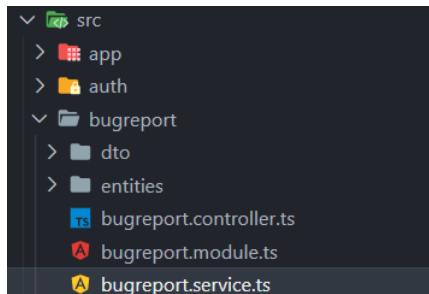 src
app
auth
bugreport
dto
entities
TS bugreport.controller.ts
bugreport.module.ts
bugreport.service.ts